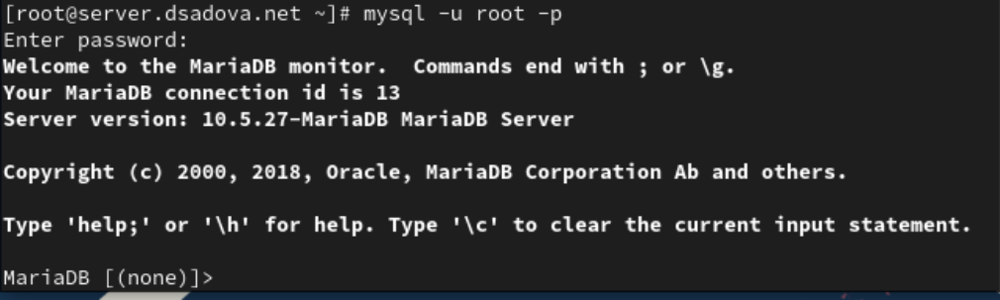 [root@server.dsadova.net ~]# mysql -u root -p
Enter password:
Welcome to the MariaDB monitor.  Commands end with ; or \g.
Your MariaDB connection id is 13
Server version: 10.5.27-MariaDB MariaDB Server
Copyright (c) 2000, 2018, Oracle, MariaDB Corporation Ab and others.
Type 'help;' or '\h' for help. Type '\c' to clear the current input statement.
MariaDB [(none)]>